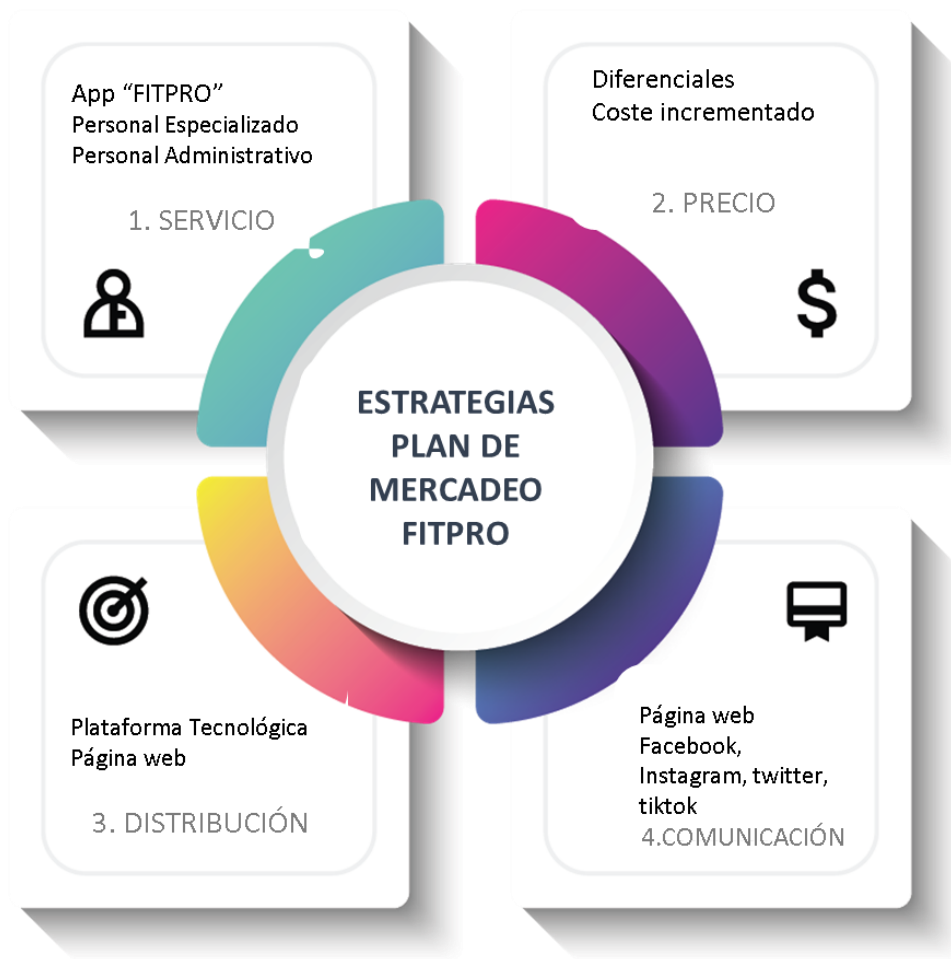 App “FITPRO”
Personal Especializado
Personal Administrativo
1. SERVICIO
Diferenciales
Coste incrementado
2. PRECIO
ESTRATEGIAS
PLAN DE
MERCADEO
FITPRO
Plataforma Tecnológica
Página web
3. DISTRIBUCIÓN
Página web
Facebook,
Instagram, twitter,
tiktok
4.COMUNICACIÓN